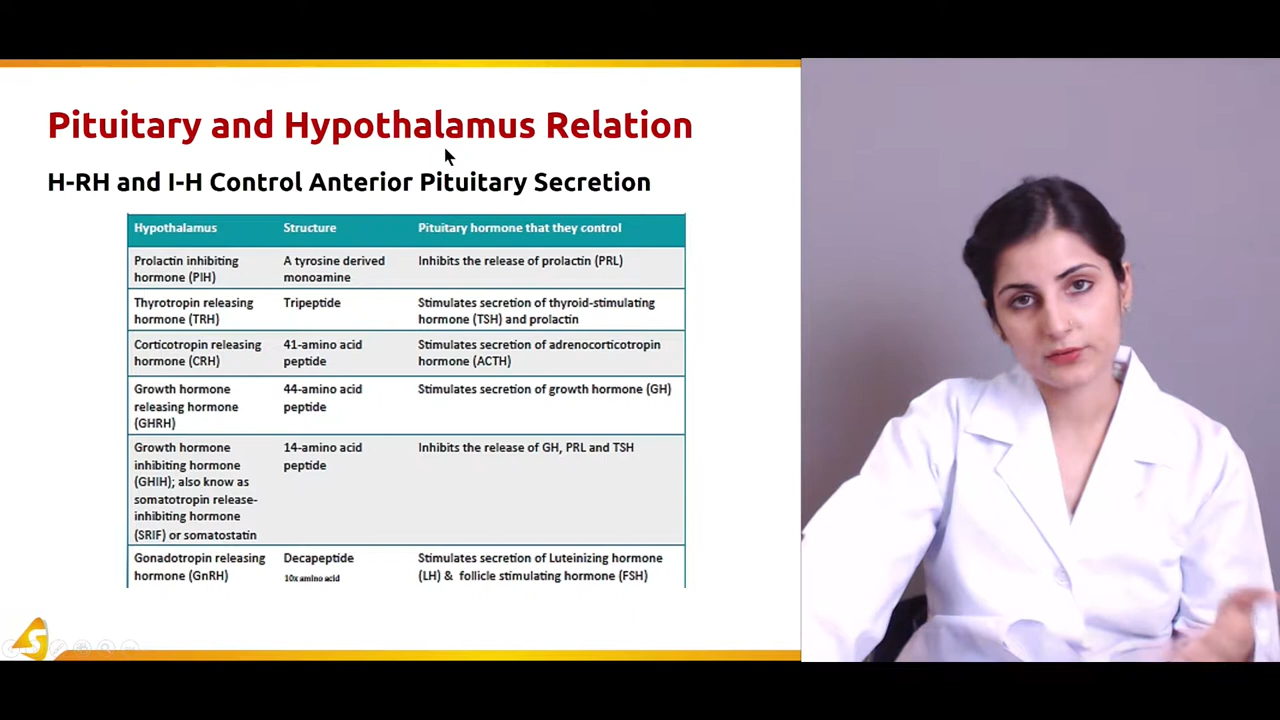 Pituitary and Hypothalamus Relation
H-RH and I-H Control Anterior Pituitary Secretion
Hypothalamus Structure Pituitary hormone that they control
Prolactin inhibiting A tyrosine derived Inhibits the release of prolactin (PRL)
hormone (PIH) monoamine
Thyrotropin releasing Tripeptide Stimulates secretion of thyroid-stimulating
hormone (TRH) hormone (TSH) and prolactin
Corticotropin releasing 41-amino acid Stimulates secretion of adrenocorticotropin
hormone (CRH) peptide hormone (ACTH)
Growth hormone 44-amino acid Stimulates secretion of growth hormone (GH)
releasing hormone peptide
(GHRH)
Growth hormone 14-amino acid Inhibits the release of GH, PRL and TSH
inhibiting hormone peptide
(GHIH); also known as
somatotropin release-
inhibiting hormone
(SRIF) or somatostatin
Gonadotropin releasing Decapeptide Stimulates secretion of Luteinizing hormone
hormone (GnRH) 10x amino acid (LH) & follicle stimulating hormone (FSH)
S